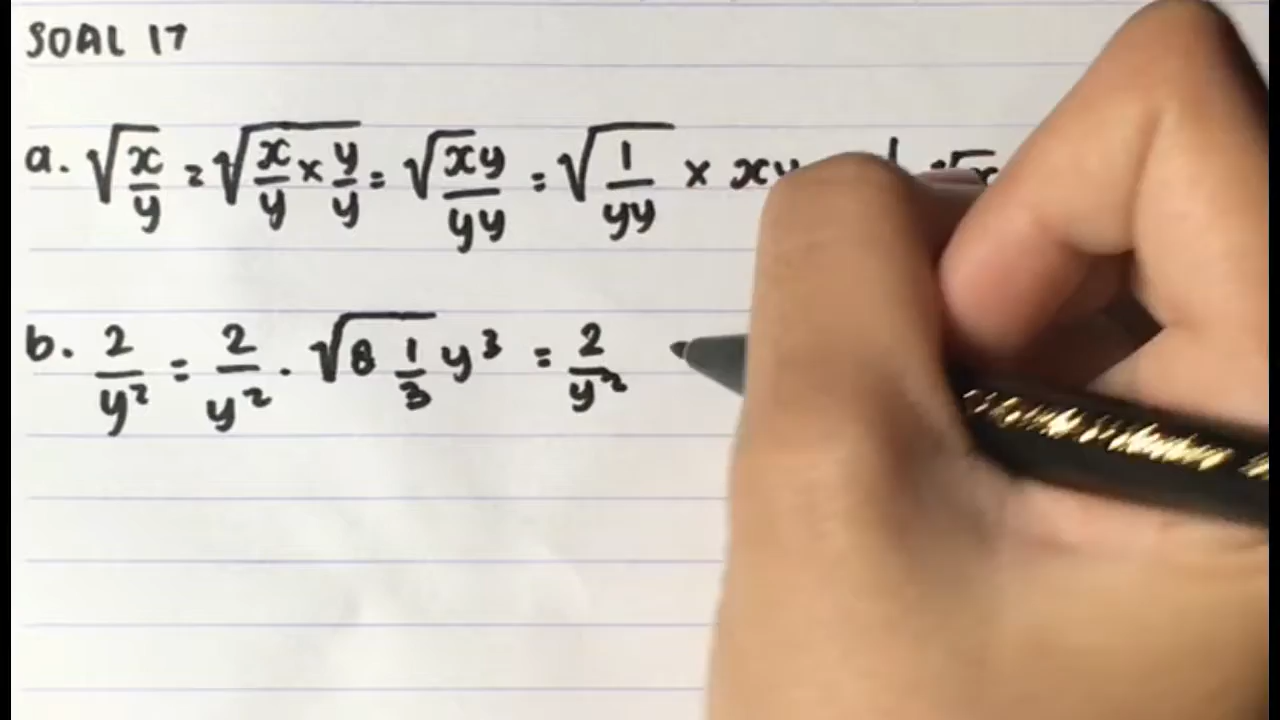 SOAL 17
a. √x/y = √x/y × y/y = √xy/yy = √1/yy × xy
b. 2/y² = 2/y² · √8 1/3 y³ = 2/y²